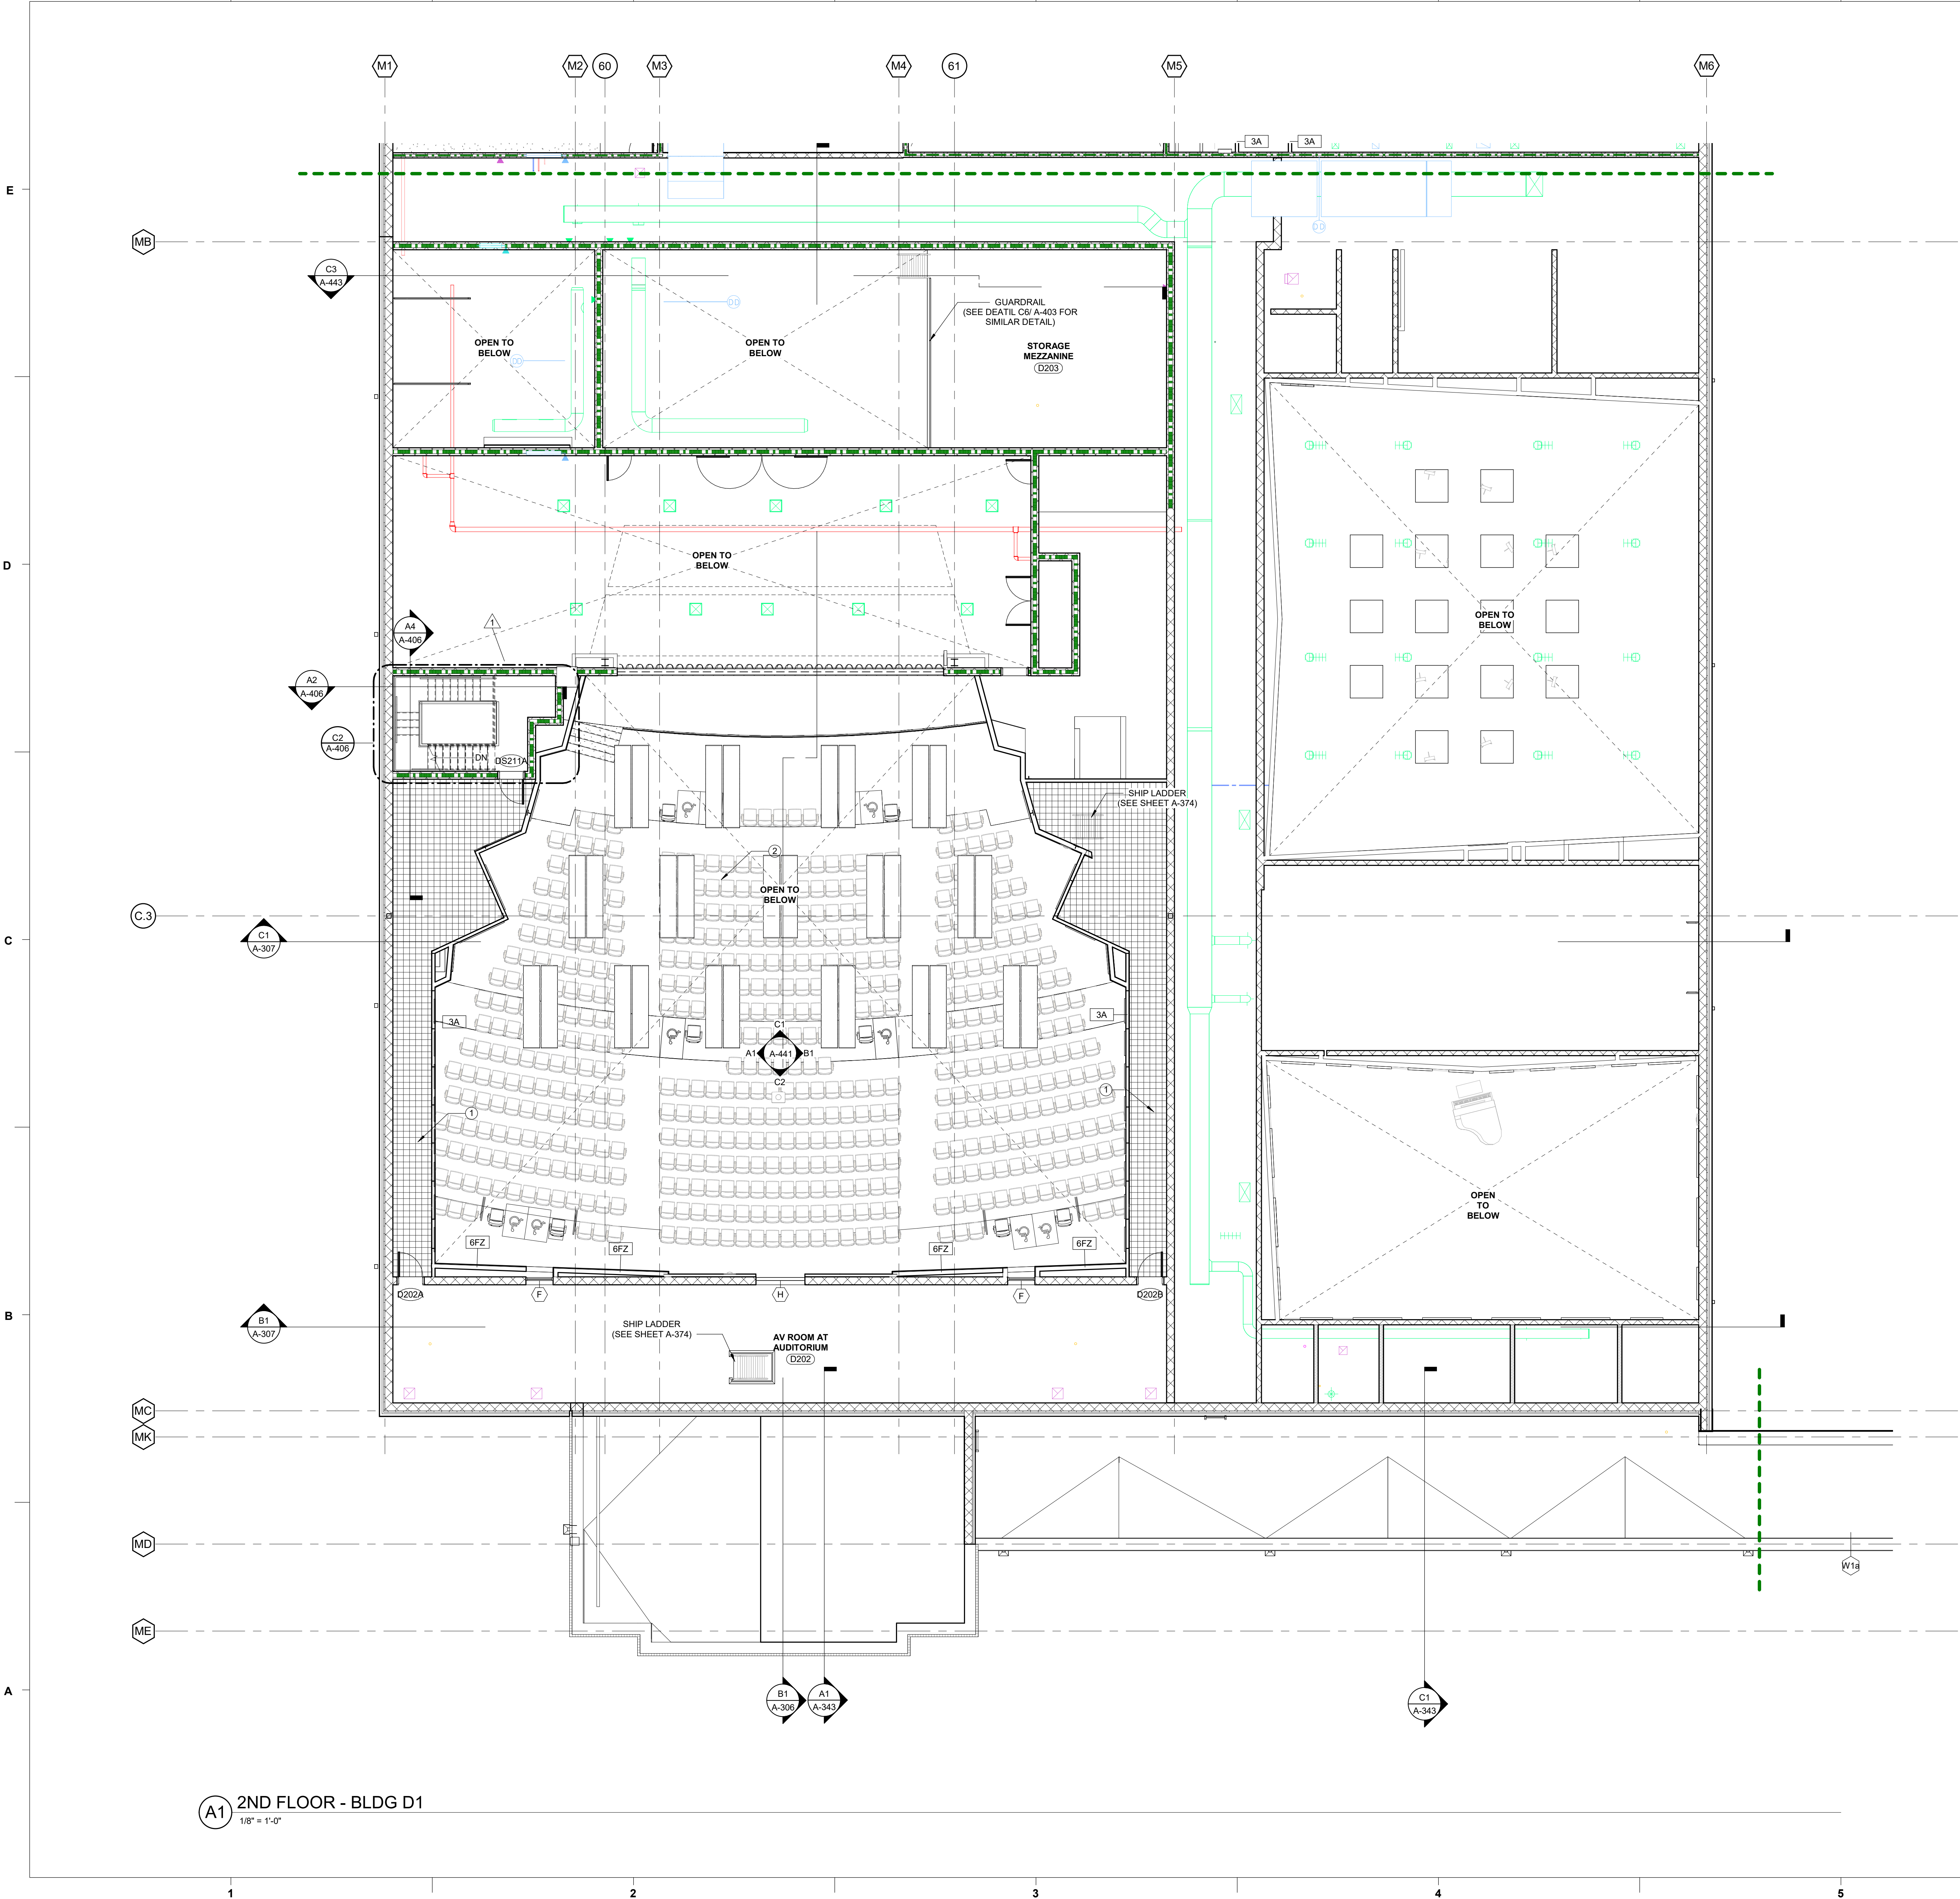 M1
M2
60
M3
M4
61
M5
M6
3A
3A
E
MB
C3
A-443
DD
DD
GUARDRAIL
(SEE DEATIL C6/ A-403 FOR
SIMILAR DETAIL)
OPEN TO
BELOW
OPEN TO
BELOW
STORAGE
MEZZANINE
D203
DD
D
OPEN TO
BELOW
A4
A-406
1
OPEN TO
BELOW
A2
A-406
C2
A-406
DN
DS211A
SHIP LADDER
(SEE SHEET A-374)
2
OPEN TO
BELOW
C.3
C
C1
A-307
3A
3A
C1
A1
A-441
B1
C2
1
1
OPEN
TO
BELOW
6FZ
6FZ
6FZ
6FZ
D202A
F
H
F
D202B
B
B1
A-307
SHIP LADDER
(SEE SHEET A-374)
AV ROOM AT
AUDITORIUM
D202
MC
MK
MD
W1a
ME
A
B1
A-306
A1
A-343
C1
A-343
A1
2ND FLOOR - BLDG D1
1/8" = 1'-0"
1
2
3
4
5